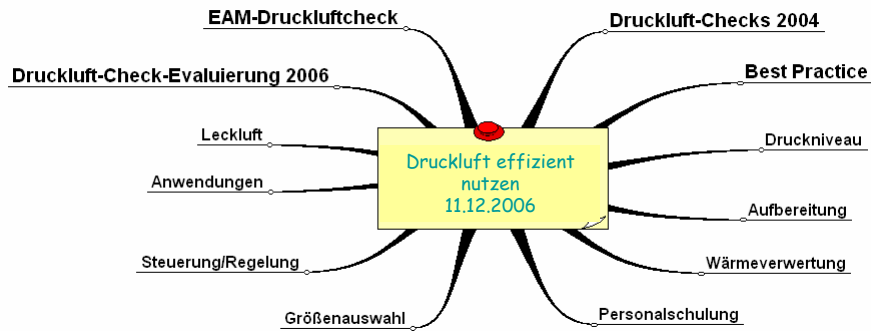 EAM-Druckluftcheck
Druckluft-Checks 2004
Druckluft-Check-Evaluierung 2006
Best Practice
Leckluft
Druckniveau
Druckluft effizient
nutzen
11.12.2006
Anwendungen
Aufbereitung
Steuerung/Regelung
Wärmeverwertung
Größenauswahl
Personalschulung